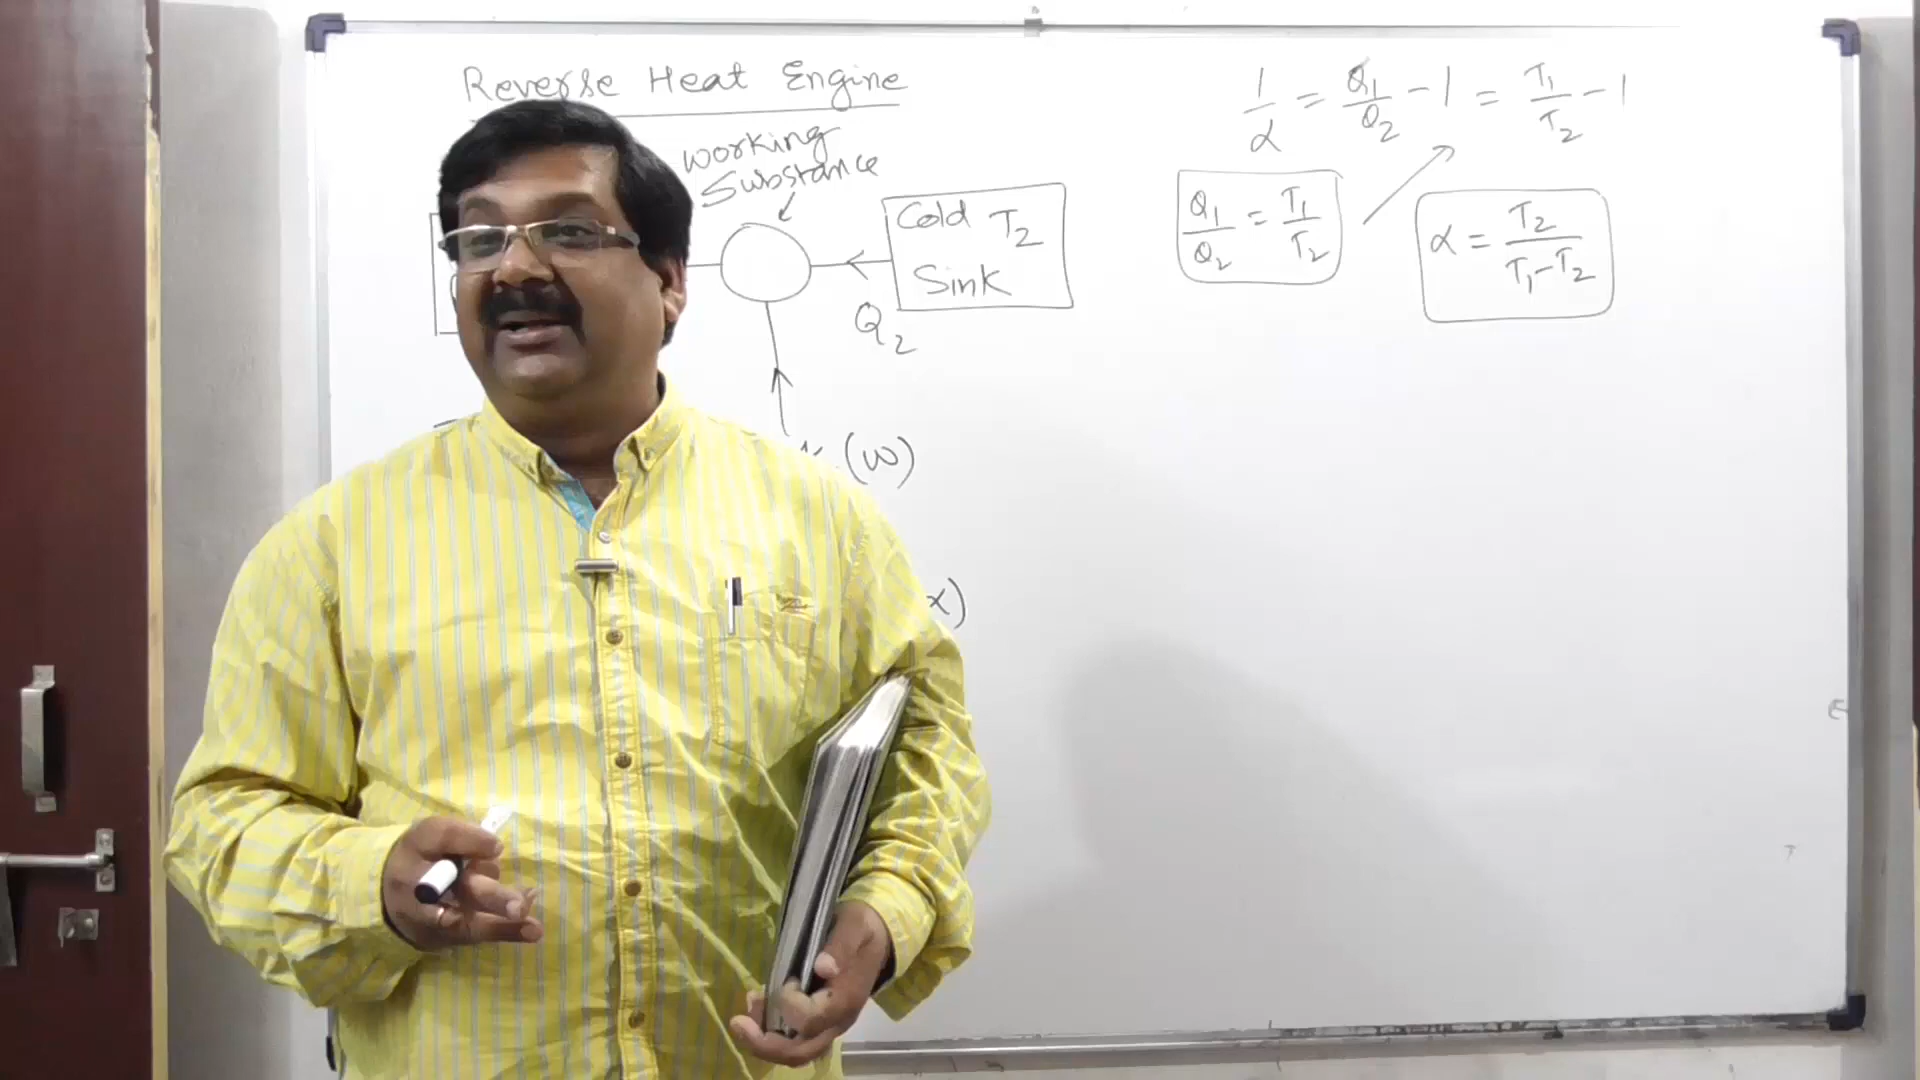 Reverse Heat Engine
Working
Substance
Cold T₂
Sink
Q₂
(W)
α)
1/α = Q₁/Q₂ - 1 = T₁/T₂ - 1
Q₁/Q₂ = T₁/T₂
α = T₂/(T₁-T₂)